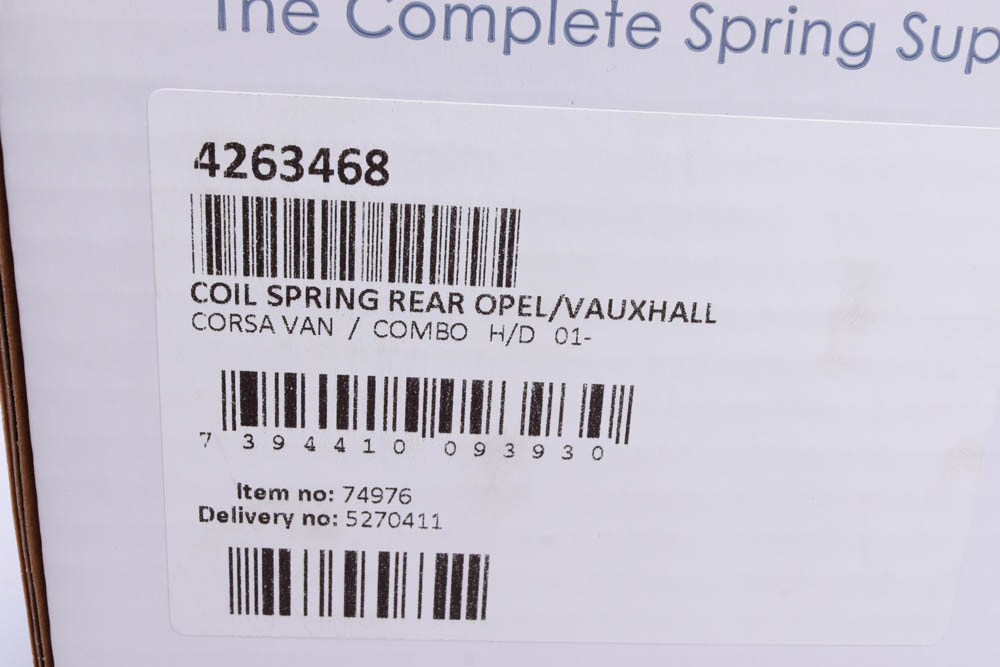 The Complete Spring Sup
4263468
COIL SPRING REAR OPEL/VAUXHALL
CORSA VAN / COMBO H/D 01-
7 394410 093930
Item no: 74976
Delivery no: 5270411